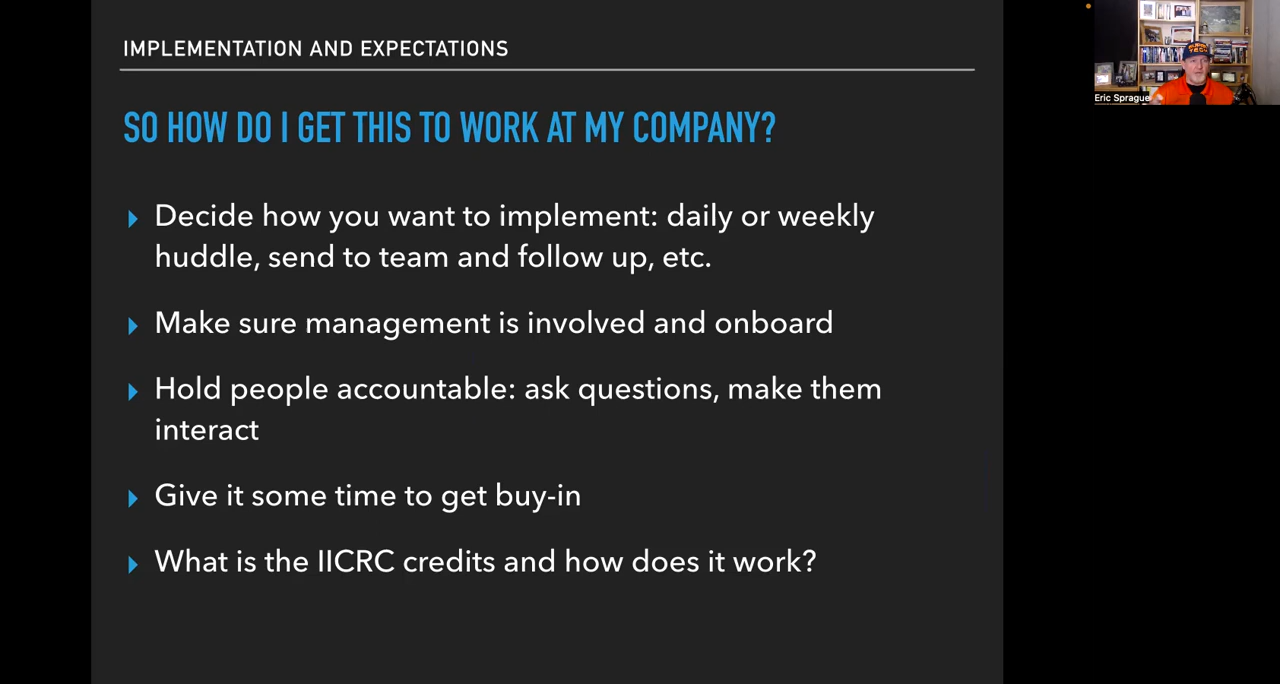 IMPLEMENTATION AND EXPECTATIONS
SO HOW DO I GET THIS TO WORK AT MY COMPANY?
Decide how you want to implement: daily or weekly
huddle, send to team and follow up, etc.
Make sure management is involved and onboard
Hold people accountable: ask questions, make them
interact
Give it some time to get buy-in
What is the IICRC credits and how does it work?
Eric Sprague